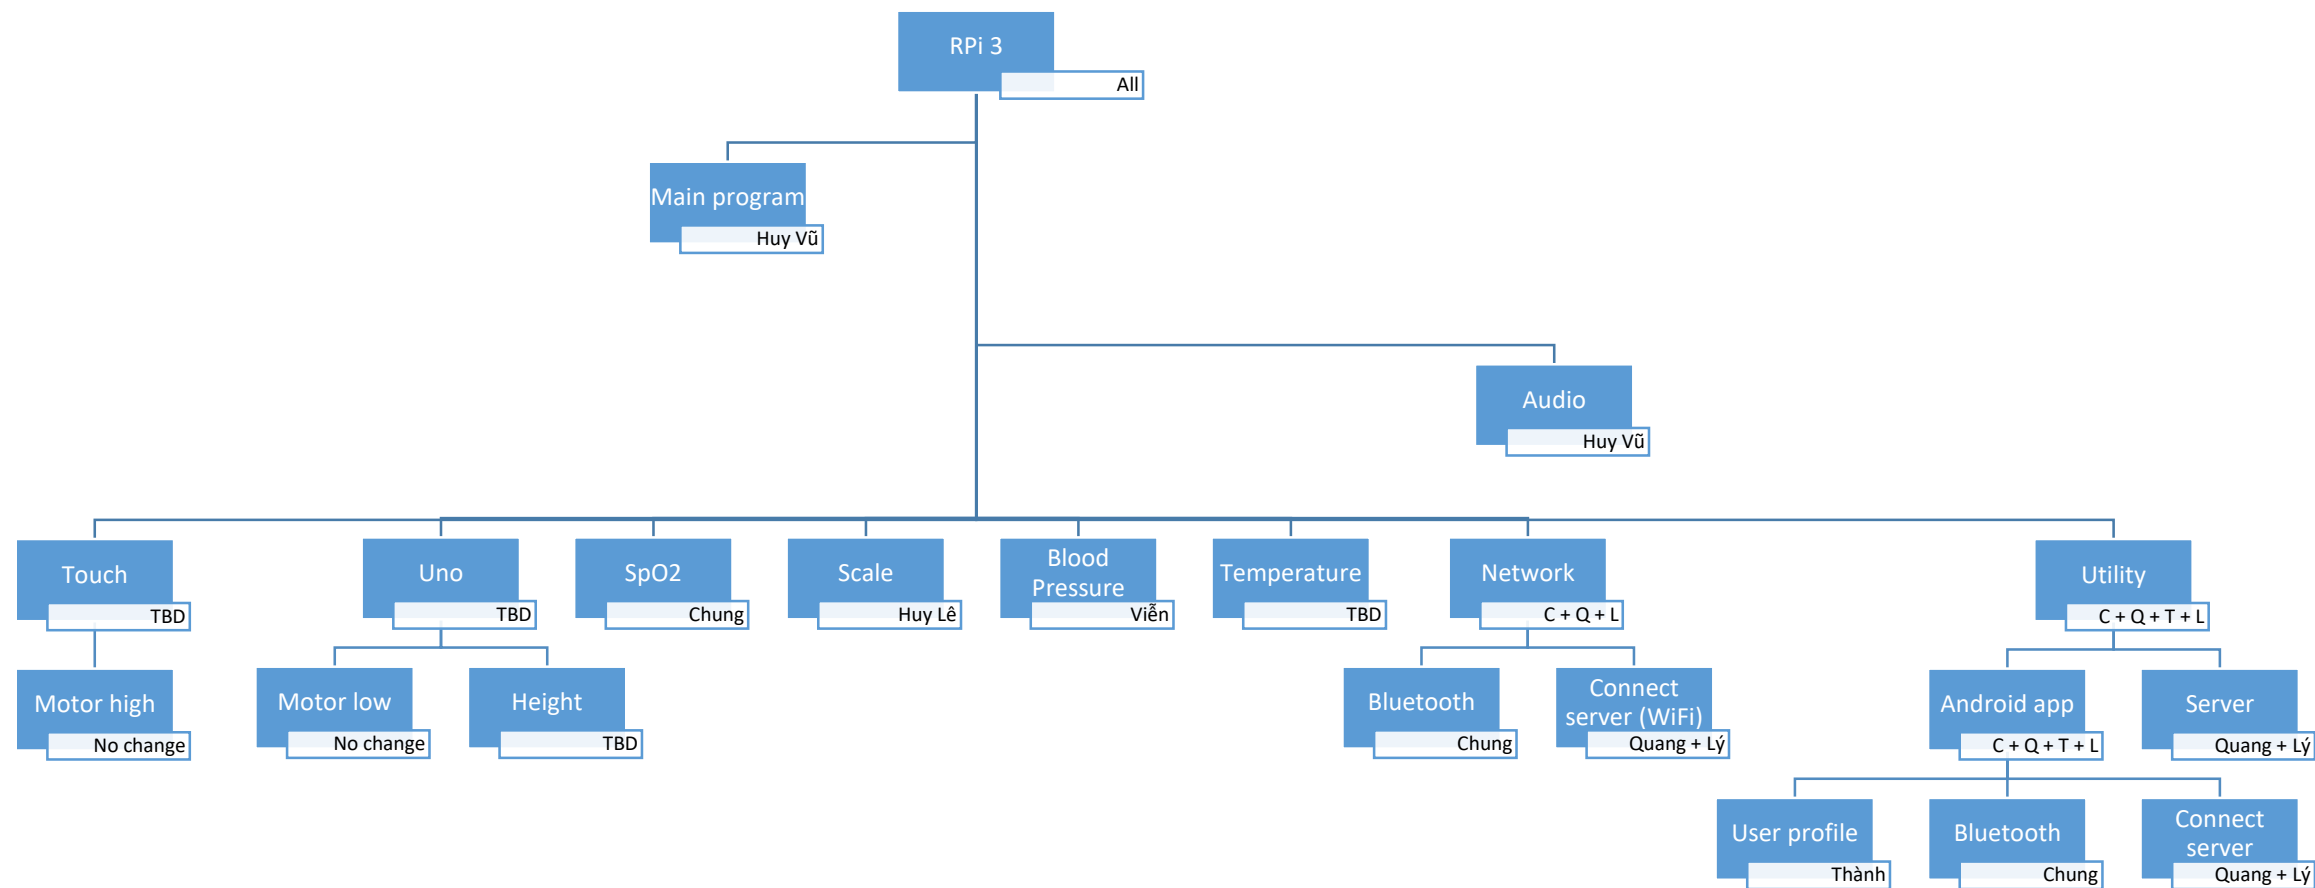 RPi 3
All
Main program
Huy Vũ
Audio
Huy Vũ
Touch
TBD
Uno
TBD
SpO2
Chung
Scale
Huy Lê
Blood
Pressure
Viễn
Temperature
TBD
Network
C + Q + L
Utility
C + Q + T + L
Motor high
No change
Motor low
No change
Height
TBD
Bluetooth
Chung
Connect
server (WiFi)
Quang + Lý
Android app
C + Q + T + L
Server
Quang + Lý
User profile
Thành
Bluetooth
Chung
Connect
server
Quang + Lý